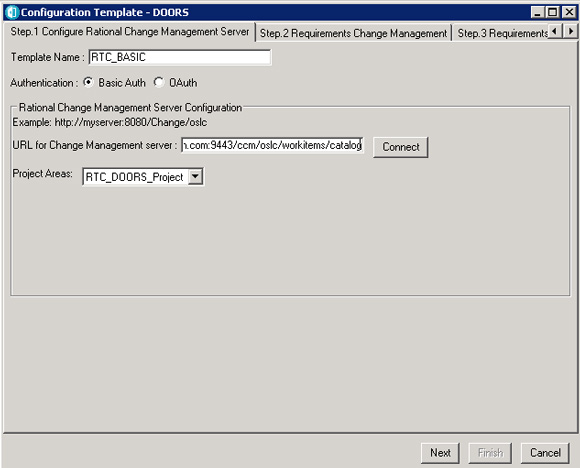 Configuration Template - DOORS
Step.1 Configure Rational Change Management Server Step.2 Requirements Change Management Step.3 Requirements
Template Name : RTC_BASIC
Authentication : Basic Auth OAuth
Rational Change Management Server Configuration
Example: http://myserver:8080/Change/oslc
URL for Change Management server : .com:9443/ccm/oslc/workitems/catalog Connect
Project Areas: RTC_DOORS_Project
Next Finish Cancel